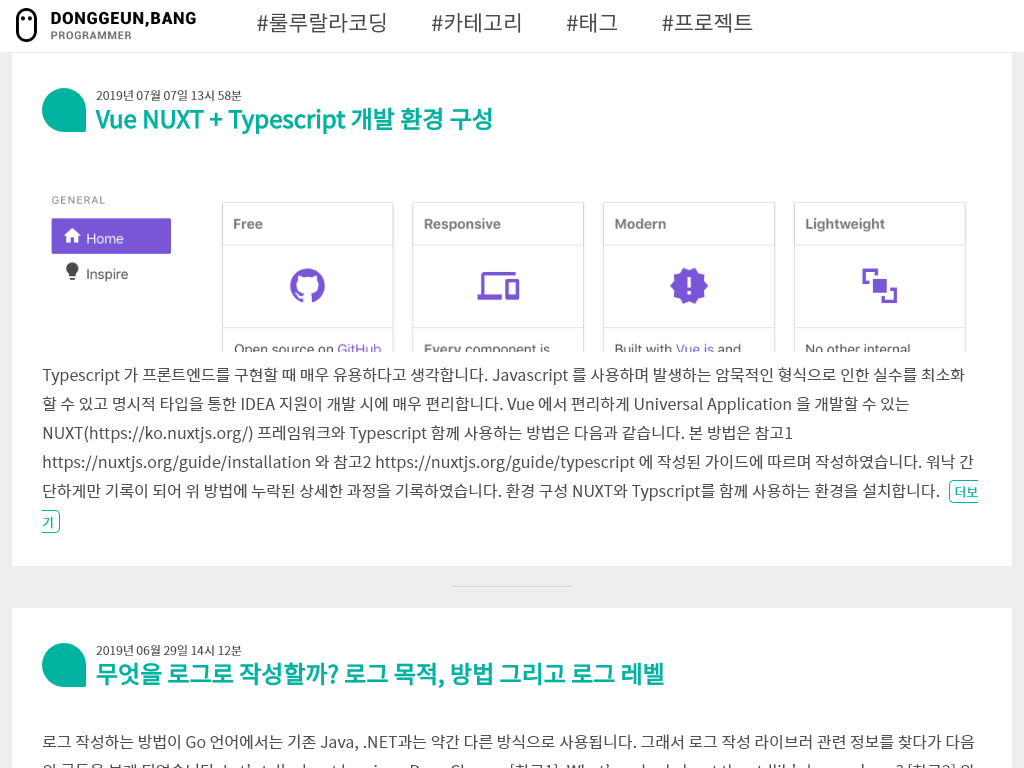 DONGGEUN,BANG
PROGRAMMER
#룰루랄라코딩 #카테고리 #태그 #프로젝트
2019년 07월 07일 13시 58분
Vue NUXT + Typescript 개발 환경 구성
GENERAL
Home
Inspire
Free
Responsive
Modern
Lightweight
Open source on GitHub
Every component is
Built with Vue.js and
No other internal
Typescript 가 프론트엔드를 구현할 때 매우 유용하다고 생각합니다. Javascript 를 사용하며 발생하는 암묵적인 형식으로 인한 실수를 최소화
할 수 있고 명시적 타입을 통한 IDEA 지원이 개발 시에 매우 편리합니다. Vue 에서 편리하게 Universal Application 을 개발할 수 있는
NUXT(https://ko.nuxtjs.org/) 프레임워크와 Typescript 함께 사용하는 방법은 다음과 같습니다. 본 방법은 참고1
https://nuxtjs.org/guide/installation 와 참고2 https://nuxtjs.org/guide/typescript 에 작성된 가이드에 따르며 작성하였습니다. 워낙 간
단하게만 기록이 되어 위 방법에 누락된 상세한 과정을 기록하였습니다. 환경 구성 NUXT와 Typscript를 함께 사용하는 환경을 설치합니다. 더보
기
2019년 06월 29일 14시 12분
무엇을 로그로 작성할까? 로그 목적, 방법 그리고 로그 레벨
로그 작성하는 방법이 Go 언어에서는 기존 Java, .NET과는 약간 다른 방식으로 사용됩니다. 그래서 로그 작성 라이브러 관련 정보를 찾다가 다음